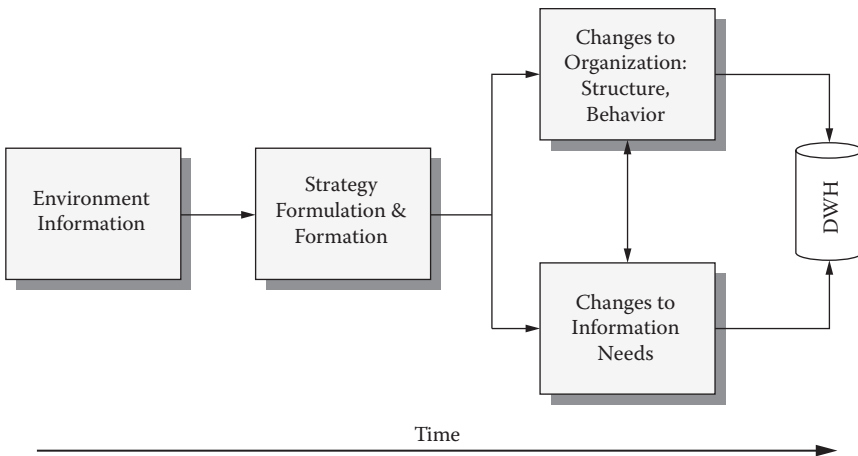 Environment
Information
Strategy
Formulation &
Formation
Changes to
Organization:
Structure,
Behavior
Changes to
Information
Needs
DWH
Time